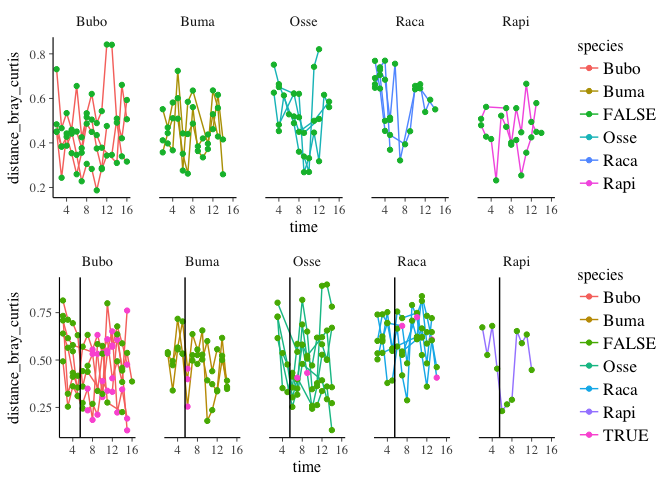 Bubo Buma Osse Raca Rapi
distance_bray_curtis
0.8
0.6
0.4
0.2
4 8 12 16 4 8 12 16 4 8 12 16 4 8 12 16 4 8 12 16
time
species
Bubo
Buma
FALSE
Osse
Raca
Rapi
Bubo Buma Osse Raca Rapi
distance_bray_curtis
0.75
0.50
0.25
4 8 12 16 4 8 12 16 4 8 12 16 4 8 12 16 4 8 12 16
time
species
Bubo
Buma
FALSE
Osse
Raca
Rapi
TRUE